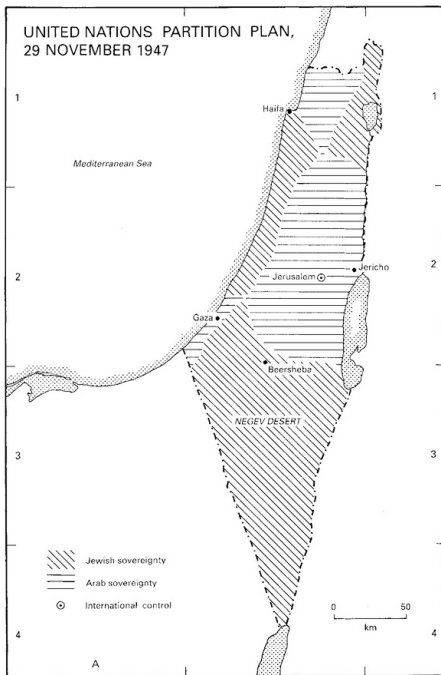 UNITED NATIONS PARTITION PLAN,
29 NOVEMBER 1947
1
1
Haifa
Mediterranean Sea
2
2
Jericho
Jerusalem
Gaza
Beersheba
NEGEV DESERT
3
3
Jewish sovereignty
Arab sovereignty
International control
0 50
km
4
4
A